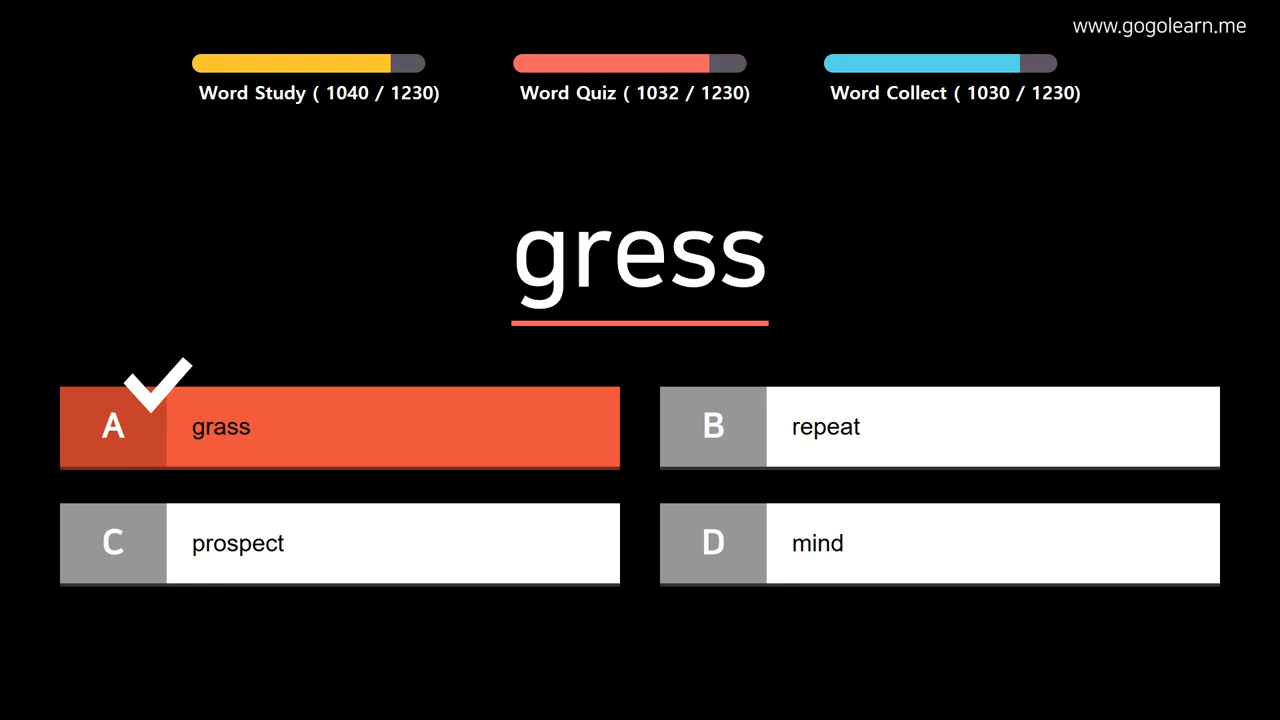 www.gogolearn.me
Word Study ( 1040 / 1230)
Word Quiz ( 1032 / 1230)
Word Collect ( 1030 / 1230)
gress
A grass
B repeat
C prospect
D mind